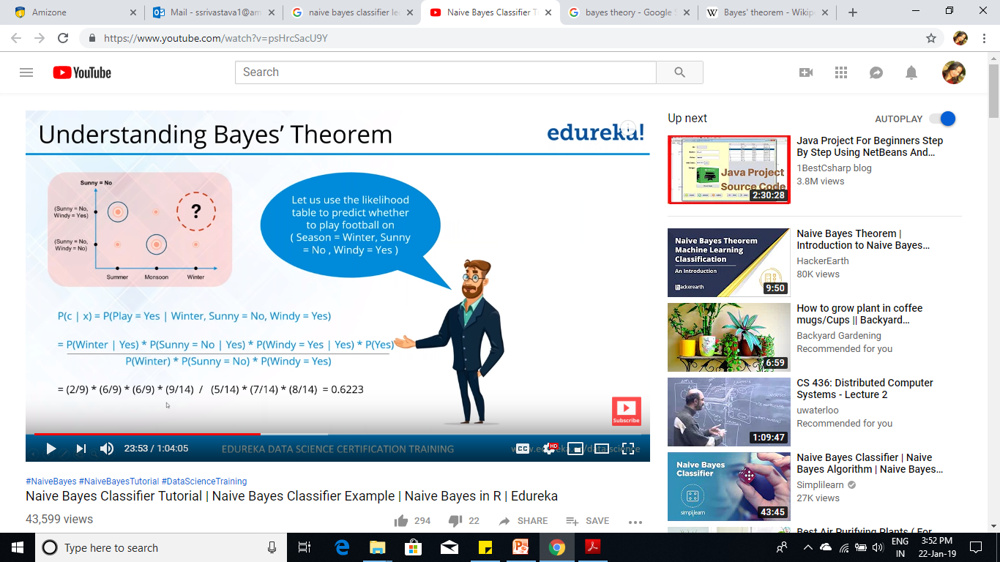 Amizone
Mail - ssrivastava1@am
naive bayes classifier le
Naive Bayes Classifier T
bayes theory - Google S
Bayes' theorem - Wikip
https://www.youtube.com/watch?v=psHrcSacU9Y
YouTube
Search
Understanding Bayes' Theorem
edureka!
Sunny = No
(Sunny = No,
Windy = Yes)
?
(Sunny = No,
Windy = No)
Summer Monsoon Winter
Let us use the likelihood
table to predict whether
to play football on
( Season = Winter, Sunny
= No , Windy = Yes )
P(c | x) = P(Play = Yes | Winter, Sunny = No, Windy = Yes)
= P(Winter | Yes) * P(Sunny = No | Yes) * P(Windy = Yes | Yes) * P(Yes)
P(Winter) * P(Sunny = No) * P(Windy = Yes)
= (2/9) * (6/9) * (6/9) * (9/14) / (5/14) * (7/14) * (8/14) = 0.6223
Subscribe
23:53 / 1:04:05
EDUREKA DATA SCIENCE CERTIFICATION TRAINING
CC
HD
#NaiveBayes #NaiveBayesTutorial #DataScienceTraining
Naive Bayes Classifier Tutorial | Naive Bayes Classifier Example | Naive Bayes in R | Edureka
43,599 views
294
22
SHARE
SAVE
Up next
AUTOPLAY
Java Project
Source Code
2:30:28
Java Project For Beginners Step
By Step Using NetBeans And...
1BestCsharp blog
3.8M views
Naive Bayes Theorem
Machine Learning
Classification
An Introduction
hackerearth
9:50
Naive Bayes Theorem |
Introduction to Naive Bayes...
HackerEarth
80K views
6:59
How to grow plant in coffee
mugs/Cups || Backyard...
Backyard Gardening
Recommended for you
1:09:47
CS 436: Distributed Computer
Systems - Lecture 2
uwaterloo
Recommended for you
Naive Bayes
Classifier
simplilearn
43:45
Naive Bayes Classifier | Naive
Bayes Algorithm | Naive Bayes...
Simplilearn
27K views
Best Air Purifying Plants ( For
Type here to search
ENG
IN
3:52 PM
22-Jan-19